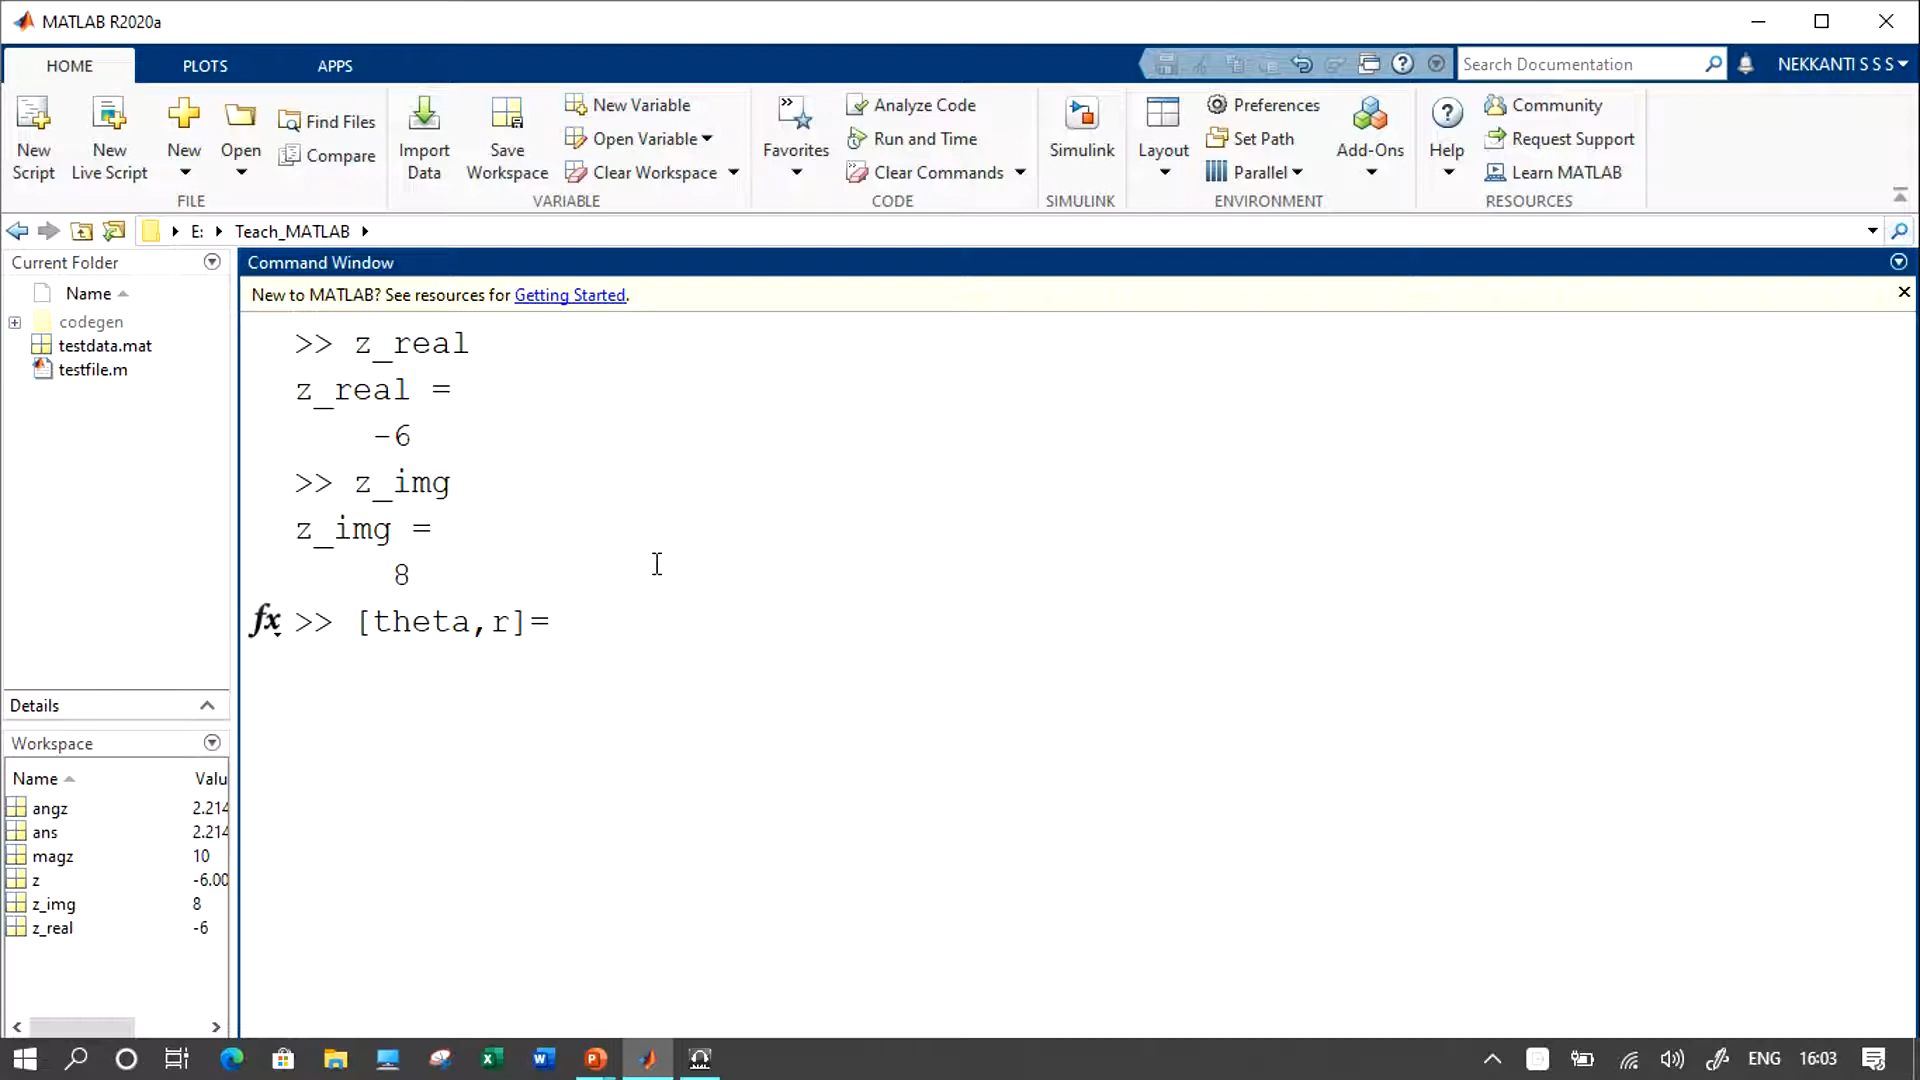 MATLAB R2020a
HOME
PLOTS
APPS
Search Documentation
NEKKANTI S S S
New Script
New Live Script
New
Open
Find Files
Compare
FILE
Import Data
Save Workspace
New Variable
Open Variable
Clear Workspace
VARIABLE
Favorites
Analyze Code
Run and Time
Clear Commands
CODE
Simulink
SIMULINK
Layout
Preferences
Set Path
Parallel
Add-Ons
ENVIRONMENT
Help
Community
Request Support
Learn MATLAB
RESOURCES
E: Teach_MATLAB
Current Folder
Name
codegen
testdata.mat
testfile.m
Details
Workspace
Name Valu
angz 2.214
ans 2.214
magz 10
z -6.00
z_img 8
z_real -6
Command Window
New to MATLAB? See resources for Getting Started.
>> z_real
z_real =
-6
>> z_img
z_img =
8
fx >> [theta,r]=
ENG 16:03